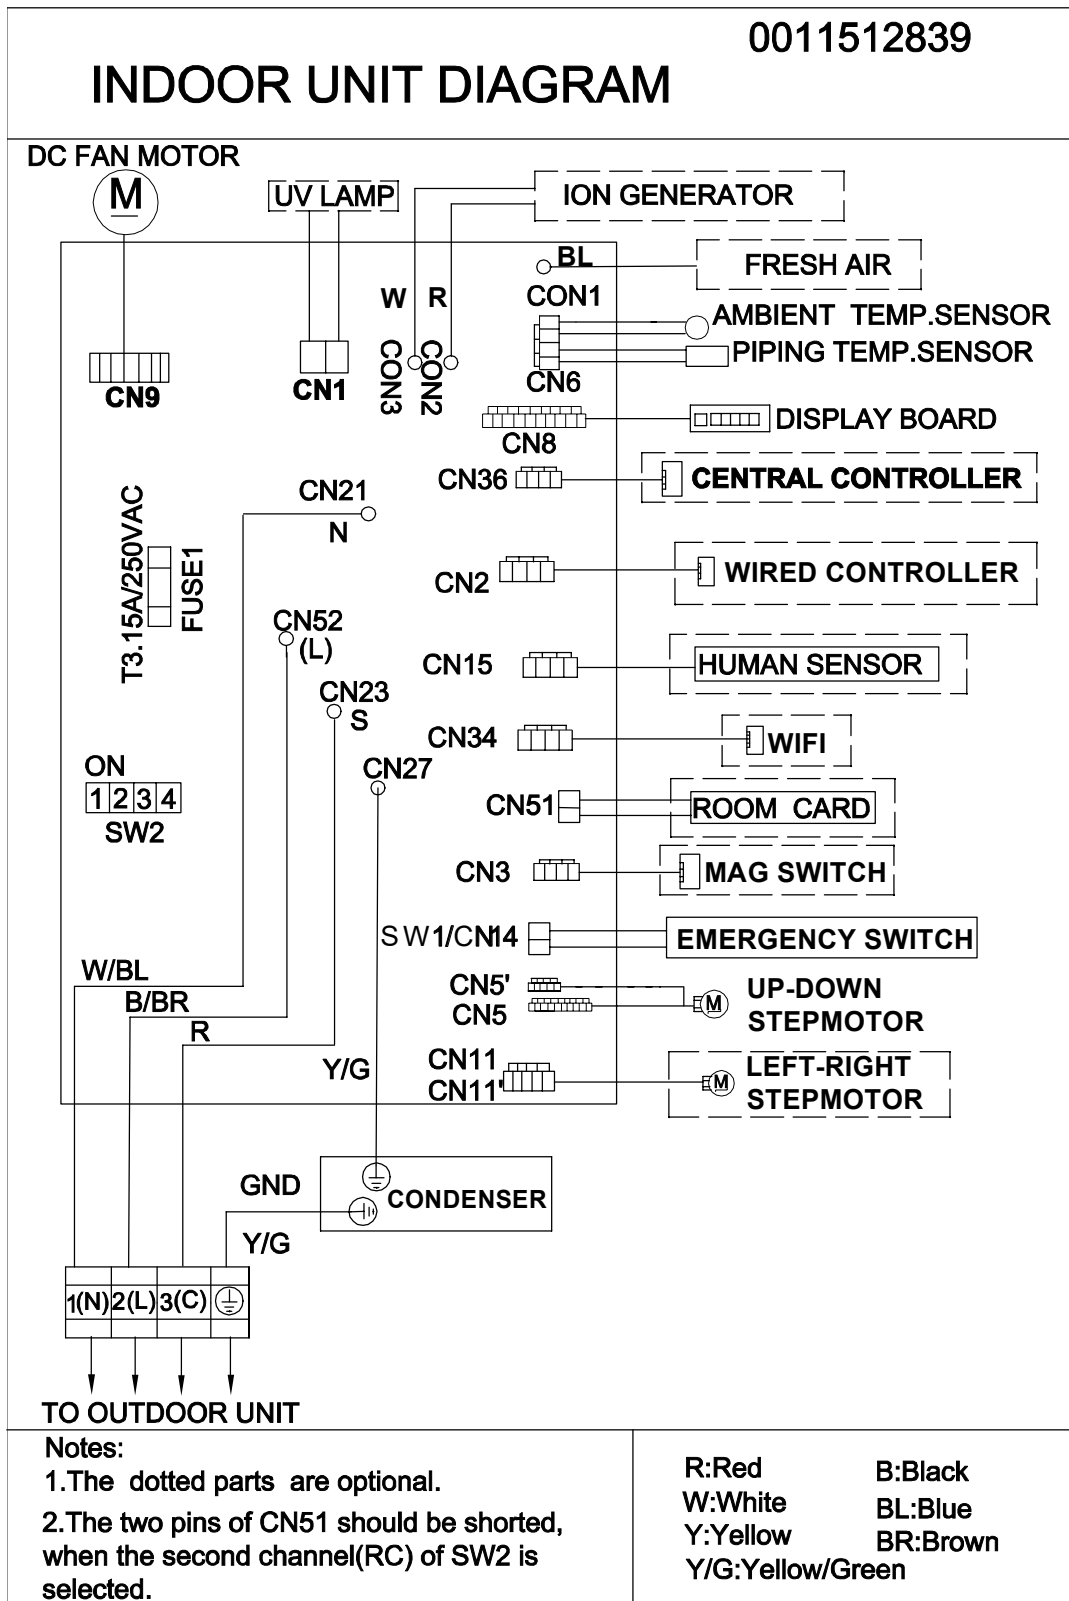 0011512839
INDOOR UNIT DIAGRAM
DC FAN MOTOR
M
UV LAMP
ION GENERATOR
BL
FRESH AIR
W R
CON1
AMBIENT TEMP.SENSOR
PIPING TEMP.SENSOR
CON3
CON2
CN6
CN9
CN1
DISPLAY BOARD
CN8
CN36
CENTRAL CONTROLLER
CN21
N
T3.15A/250VAC
FUSE1
CN2
WIRED CONTROLLER
CN52
(L)
CN15
HUMAN SENSOR
CN23
S
CN34
WIFI
ON
1 2 3 4
SW2
CN27
CN51
ROOM CARD
CN3
MAG SWITCH
SW1/CN14
EMERGENCY SWITCH
W/BL
B/BR
R
CN5'
CN5
M
UP-DOWN
STEPMOTOR
Y/G
CN11
CN11'
M
LEFT-RIGHT
STEPMOTOR
GND
CONDENSER
Y/G
1(N) 2(L) 3(C)
TO OUTDOOR UNIT
Notes:
1.The dotted parts are optional.
2.The two pins of CN51 should be shorted,
when the second channel(RC) of SW2 is
selected.
R:Red B:Black
W:White BL:Blue
Y:Yellow BR:Brown
Y/G:Yellow/Green